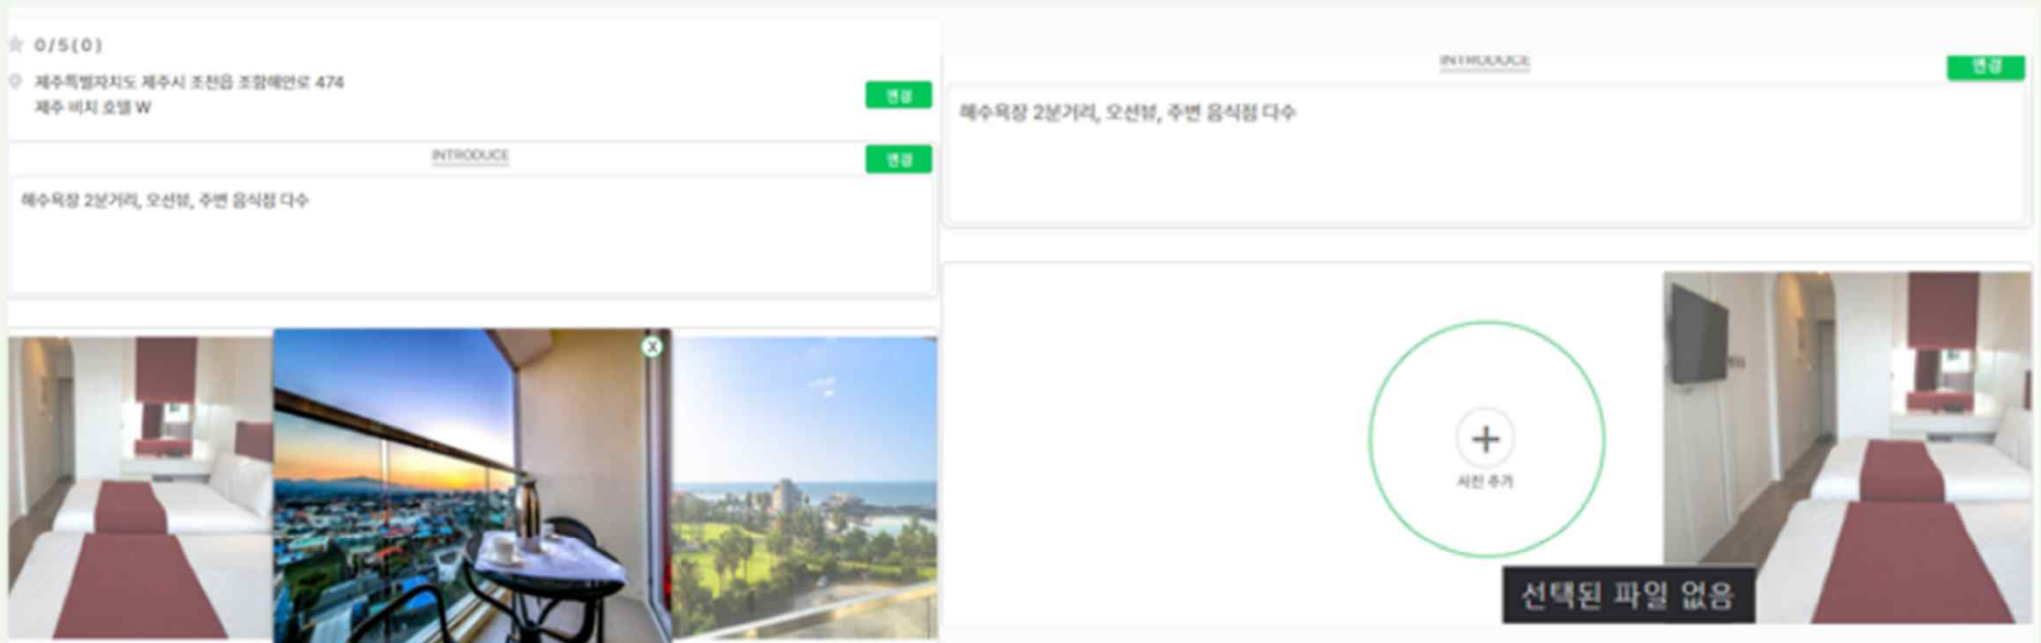 0/5(0)
제주특별자치도 제주시 조천읍 조함해안로 474
제주 비치 호텔 W
변경
INTRODUCE
변경
해수욕장 2분거리, 오션뷰, 주변 음식점 다수
X
INTRODUCE
변경
해수욕장 2분거리, 오션뷰, 주변 음식점 다수
사진 추가
선택된 파일 없음